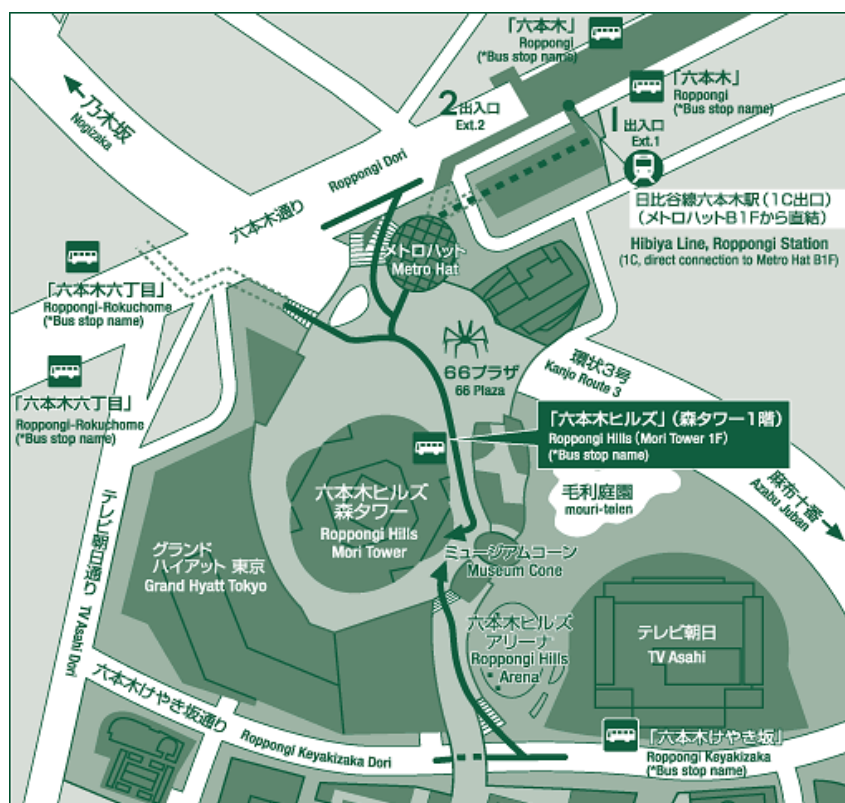 「六本木」
Roppongi
(*Bus stop name)
「六本木」
Roppongi
(*Bus stop name)
乃木坂
Nogizaka
2 出入口
Ext.2
1 出入口
Ext.1
六本木通り Roppongi Dori
日比谷線六本木駅（1C出口）
（メトロハットB1Fから直結）
Hibiya Line, Roppongi Station
(1C, direct connection to Metro Hat B1F)
メトロハット
Metro Hat
「六本木六丁目」
Roppongi-Rokuchome
(*Bus stop name)
「六本木六丁目」
Roppongi-Rokuchome
(*Bus stop name)
66プラザ
66 Plaza
環状3号
Kanjo Route 3
「六本木ヒルズ」（森タワー1階）
Roppongi Hills (Mori Tower 1F)
(*Bus stop name)
毛利庭園
mouri-teien
麻布十番
Azabu Juban
六本木ヒルズ
森タワー
Roppongi Hills
Mori Tower
グランド
ハイアット 東京
Grand Hyatt Tokyo
ミュージアムコーン
Museum Cone
テレビ朝日通り TV Asahi Dori
六本木ヒルズ
アリーナ
Roppongi Hills
Arena
テレビ朝日
TV Asahi
六本木けやき坂通り Roppongi Keyakizaka Dori
「六本木けやき坂」
Roppongi Keyakizaka
(*Bus stop name)